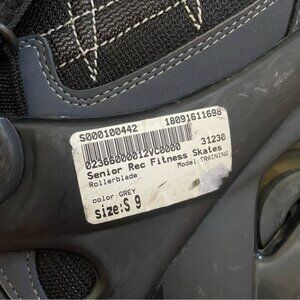 S000100442 18091611698
02366000012VC0000 31230
Senior Rec Fitness Skates
Rollerblade Model: TRAINING
color: GREY
size:S 9